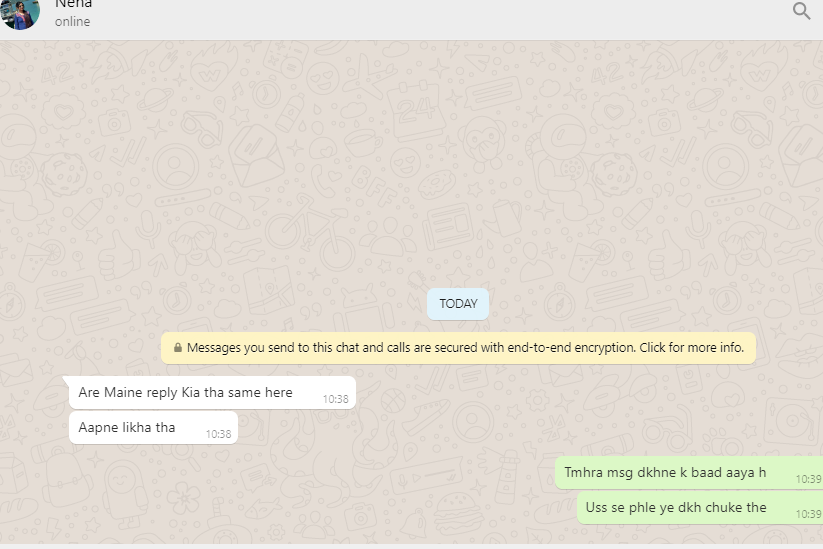 Neha
online
TODAY
Messages you send to this chat and calls are secured with end-to-end encryption. Click for more info.
Are Maine reply Kia tha same here
10:38
Aapne likha tha
10:38
Tmhra msg dkhne k baad aaya h
10:39
Uss se phle ye dkh chuke the
10:39